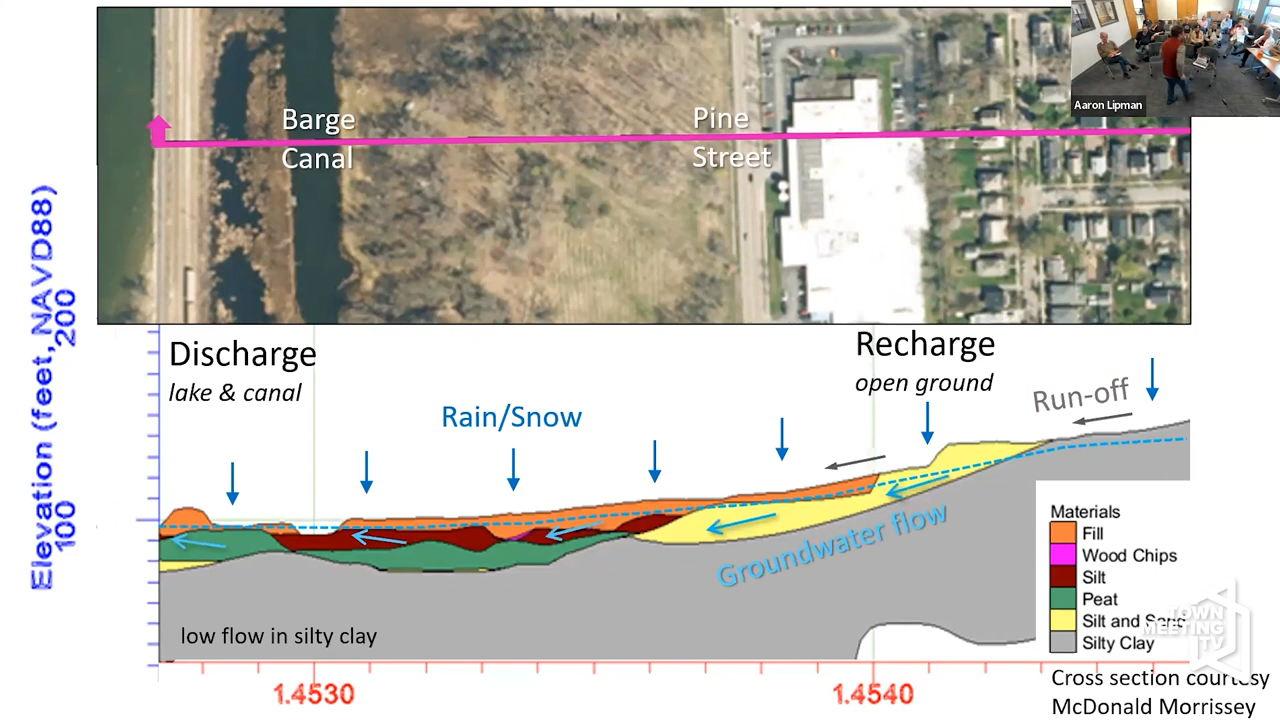 Aaron Lipman
Barge
Canal
Pine
Street
Elevation (feet, NAVD88)
200
100
Discharge
lake & canal
Recharge
open ground
Run-off
Rain/Snow
Groundwater flow
low flow in silty clay
Materials
Fill
Wood Chips
Silt
Peat
Silt and Sand
Silty Clay
TOWN
MEETING
TV
1.4530
1.4540
Cross section courtesy
McDonald Morrissey